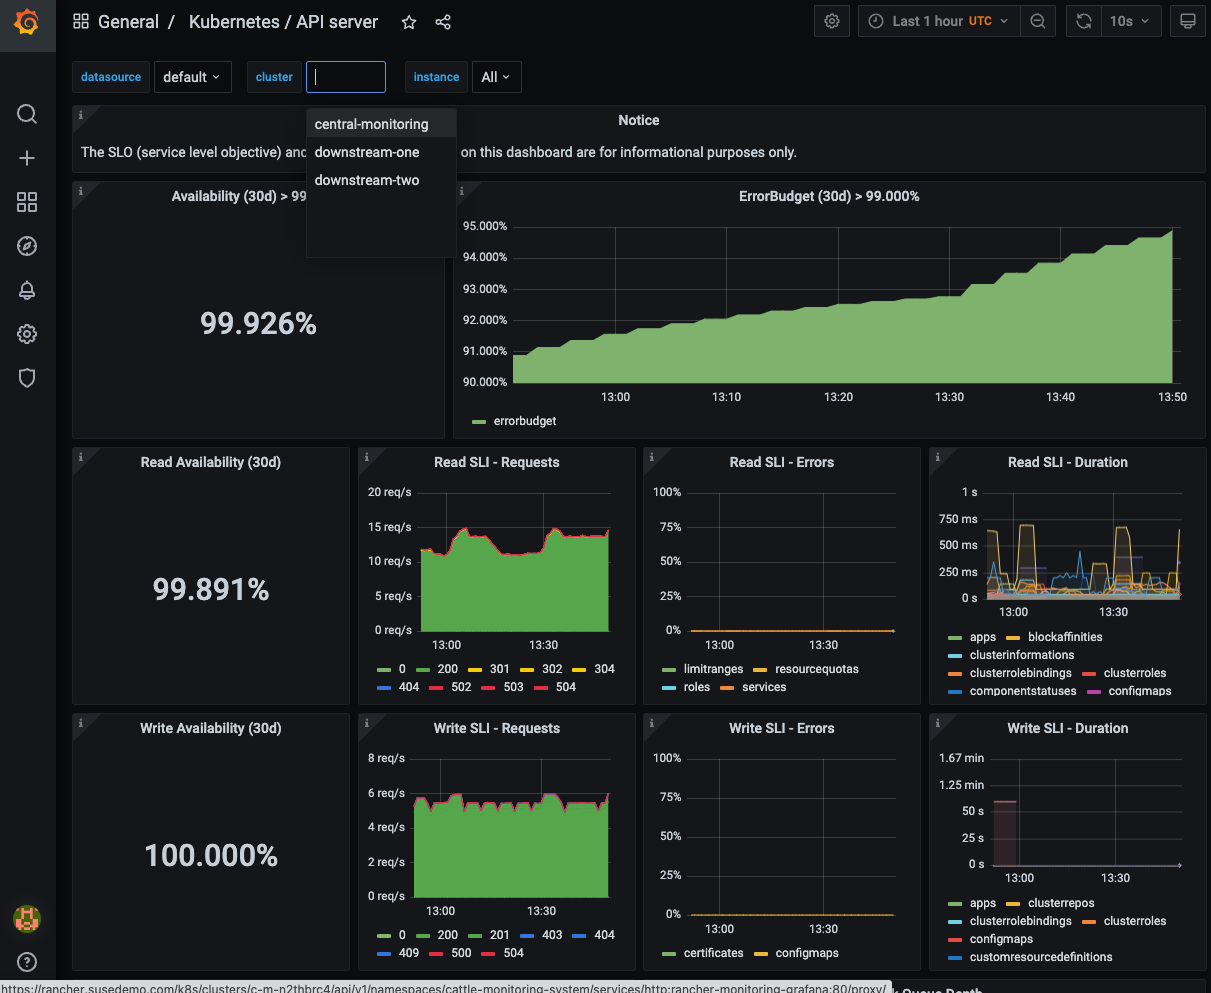 General / Kubernetes / API server
Last 1 hour UTC
10s
datasource default cluster instance All
central-monitoring
downstream-one
downstream-two
Notice
The SLO (service level objective) and on this dashboard are for informational purposes only.
Availability (30d) > 99
99.926%
ErrorBudget (30d) > 99.000%
95.000%
94.000%
93.000%
92.000%
91.000%
90.000%
13:00 13:10 13:20 13:30 13:40 13:50
errorbudget
Read Availability (30d)
99.891%
Read SLI - Requests
20 req/s
15 req/s
10 req/s
5 req/s
0 req/s
13:00 13:30
0 200 301 302 304
404 502 503 504
Read SLI - Errors
100%
75%
50%
25%
0%
13:00 13:30
limitranges resourcequotas
roles services
Read SLI - Duration
1 s
750 ms
500 ms
250 ms
0 s
13:00 13:30
apps blockaffinities
clusterinformations
clusterrolebindings clusterroles
componentstatuses configmaps
Write Availability (30d)
100.000%
Write SLI - Requests
8 req/s
6 req/s
4 req/s
2 req/s
0 req/s
13:00 13:30
0 200 201 403 404
409 500 504
Write SLI - Errors
100%
75%
50%
25%
0%
13:00 13:30
certificates configmaps
Write SLI - Duration
1.67 min
1.25 min
50 s
25 s
0 s
13:00 13:30
apps clusterrepos
clusterrolebindings clusterroles
configmaps
customresourcedefinitions
https://rancher.susedemo.com/k8s/clusters/c-m-n2thbrc4/api/v1/namespaces/cattle-monitoring-system/services/http:rancher-monitoring-grafana:80/proxy/
k Queue Depth